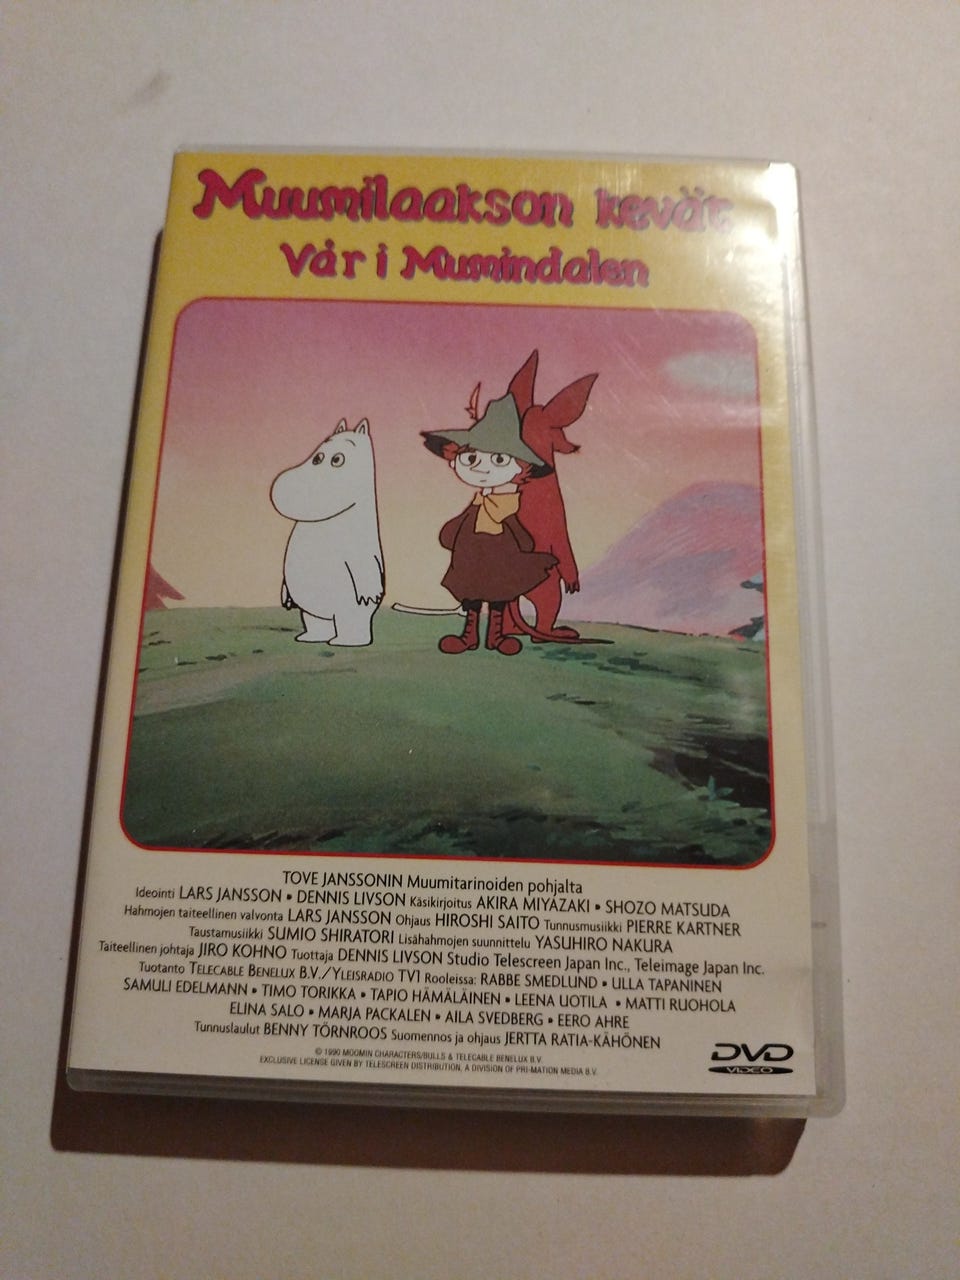 Muumilaakson kevät
Vår i Mumindalen
TOVE JANSSONIN Muumitarinoiden pohjalta
Ideointi LARS JANSSON • DENNIS LIVSON Käsikirjoitus AKIRA MIYAZAKI • SHOZO MATSUDA
Hahmojen taiteellinen valvonta LARS JANSSON Ohjaus HIROSHI SAITO Tunnusmusiikki PIERRE KARTNER
Taustamusiikki SUMIO SHIRATORI Lisähahmojen suunnittelu YASUHIRO NAKURA
Taiteellinen johtaja JIRO KOHNO Tuottaja DENNIS LIVSON Studio Telescreen Japan Inc., Teleimage Japan Inc.
Tuotanto TELECABLE BENELUX B.V./YLEISRADIO TV1 Rooleissa: RABBE SMEDLUND • ULLA TAPANINEN
SAMULI EDELMANN • TIMO TORIKKA • TAPIO HÄMÄLÄINEN • LEENA UOTILA • MATTI RUOHOLA
ELINA SALO • MARJA PACKALEN • AILA SVEDBERG • EERO AHRE
Tunnuslaulut BENNY TÖRNROOS Suomennos ja ohjaus JERTTA RATIA-KÄHÖNEN
© 1990 MOOMIN CHARACTERS/BULLS & TELECABLE BENELUX B.V.
EXCLUSIVE LICENSE GIVEN BY TELESCREEN DISTRIBUTION, A DIVISION OF PRI-MATION MEDIA B.V.
DVD
VIDEO